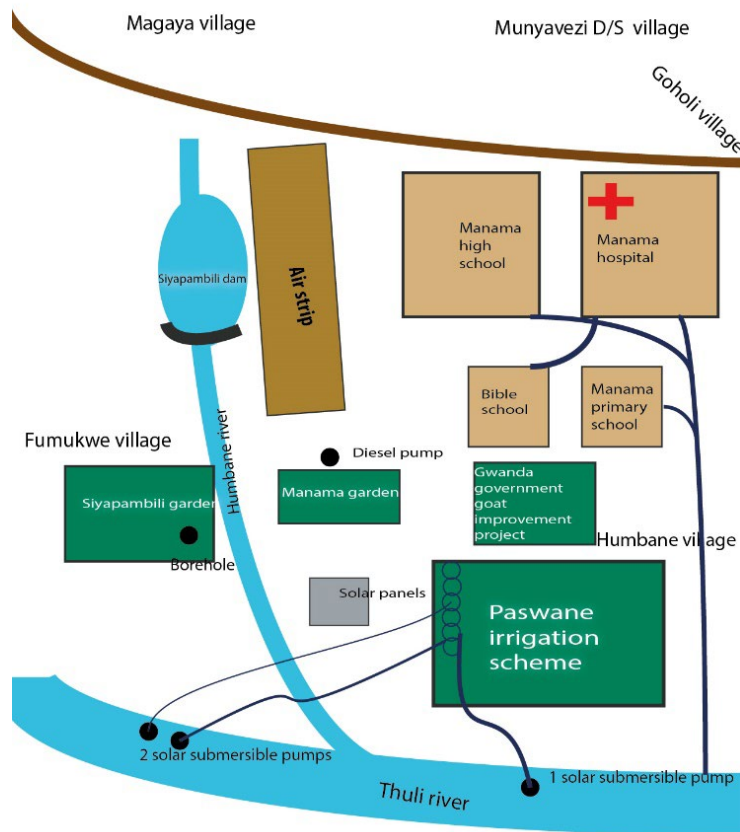 Magaya village
Munyavezi D/S village
Goholi village
Manama
high
school
Manama
hospital
Siyapambili dam
Air strip
Bible
school
Manama
primary
school
Humbane river
Fumukwe village
Diesel pump
Siyapambili garden
Manama garden
Gwanda
government
goat
improvement
project
Borehole
Humbane village
Solar panels
Paswane
irrigation
scheme
2 solar submersible pumps
1 solar submersible pump
Thuli river